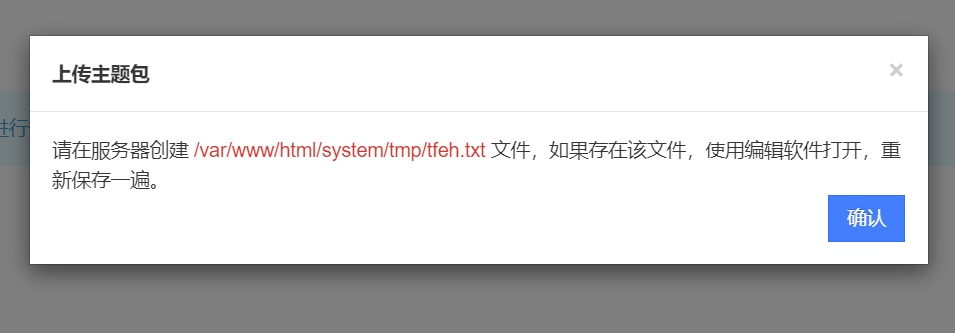 上传主题包
×
进行
请在服务器创建 /var/www/html/system/tmp/tfeh.txt 文件，如果存在该文件，使用编辑软件打开，重
新保存一遍。
确认